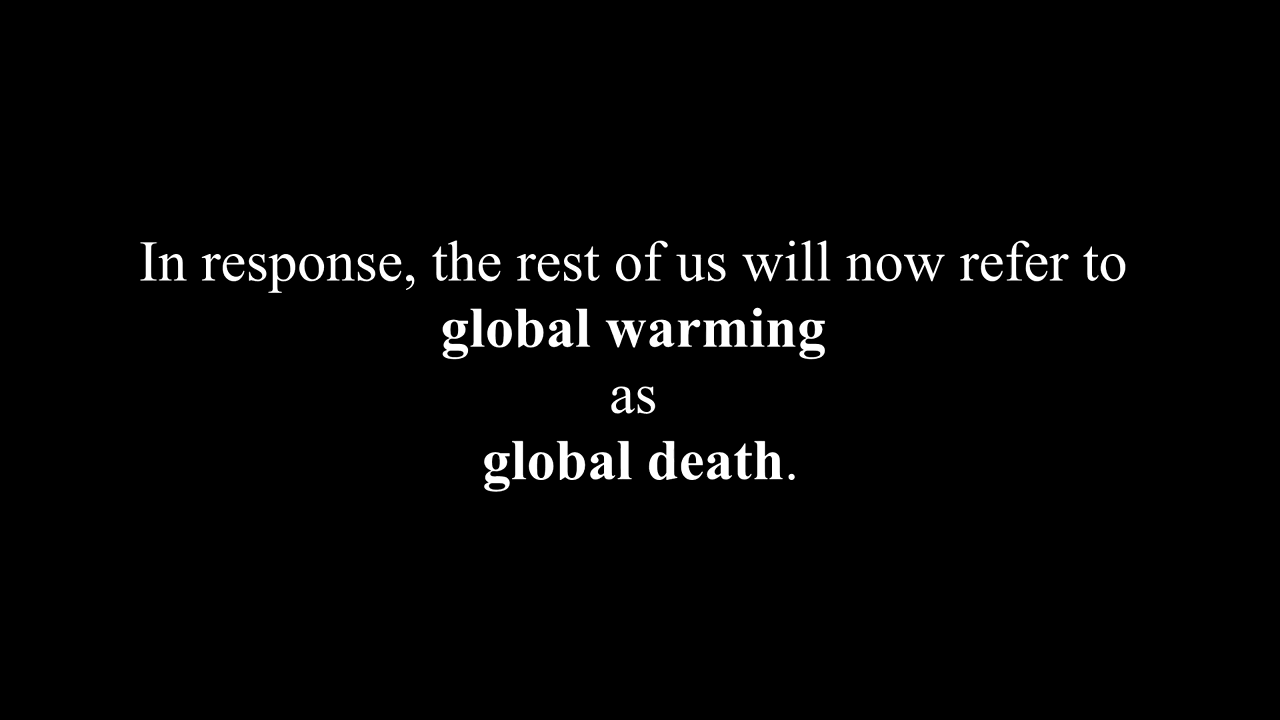 In response, the rest of us will now refer to
global warming
as
global death.